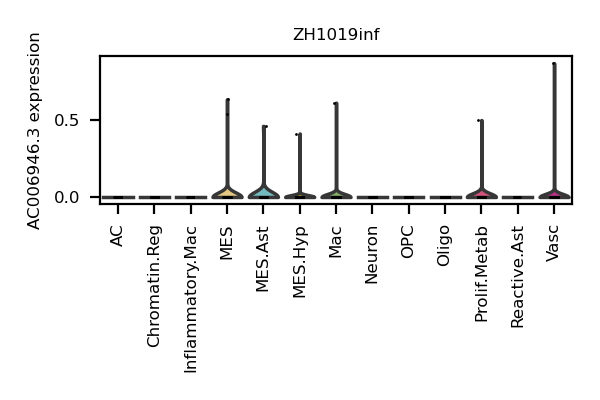 ZH1019inf
AC006946.3 expression
0.5
0.0
AC
Chromatin.Reg
Inflammatory.Mac
MES
MES.Ast
MES.Hyp
Mac
Neuron
OPC
Oligo
Prolif.Metab
Reactive.Ast
Vasc